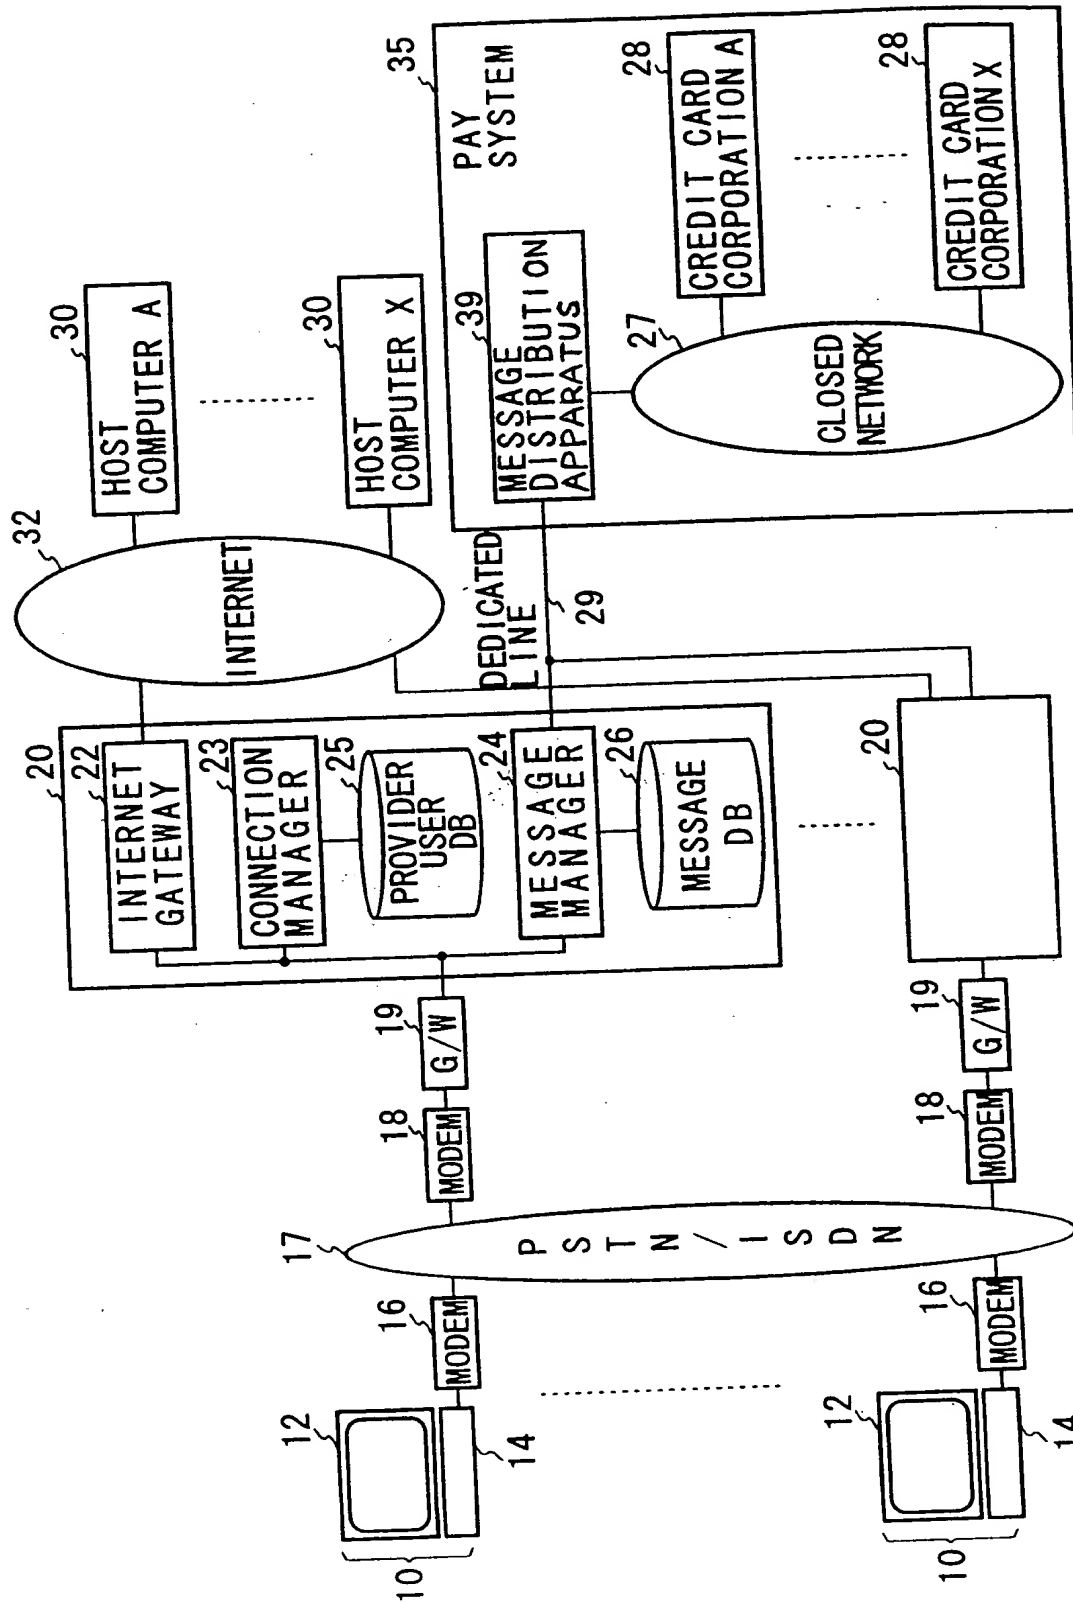 10
12
14
16
MODEM
17
PSTN/ISDN
18
MODEM
19
G/W
20
22
INTERNET
GATEWAY
23
CONNECTION
MANAGER
25
PROVIDER
USER
DB
24
MESSAGE
MANAGER
26
MESSAGE
DB
32
INTERNET
30
HOST
COMPUTER A
30
HOST
COMPUTER X
DEDICATED
LINE
29
35
PAY
SYSTEM
39
MESSAGE
DISTRIBUTION
APPARATUS
27
CLOSED
NETWORK
28
CREDIT CARD
CORPORATION A
28
CREDIT CARD
CORPORATION X
10
12
14
16
MODEM
18
MODEM
19
G/W
20